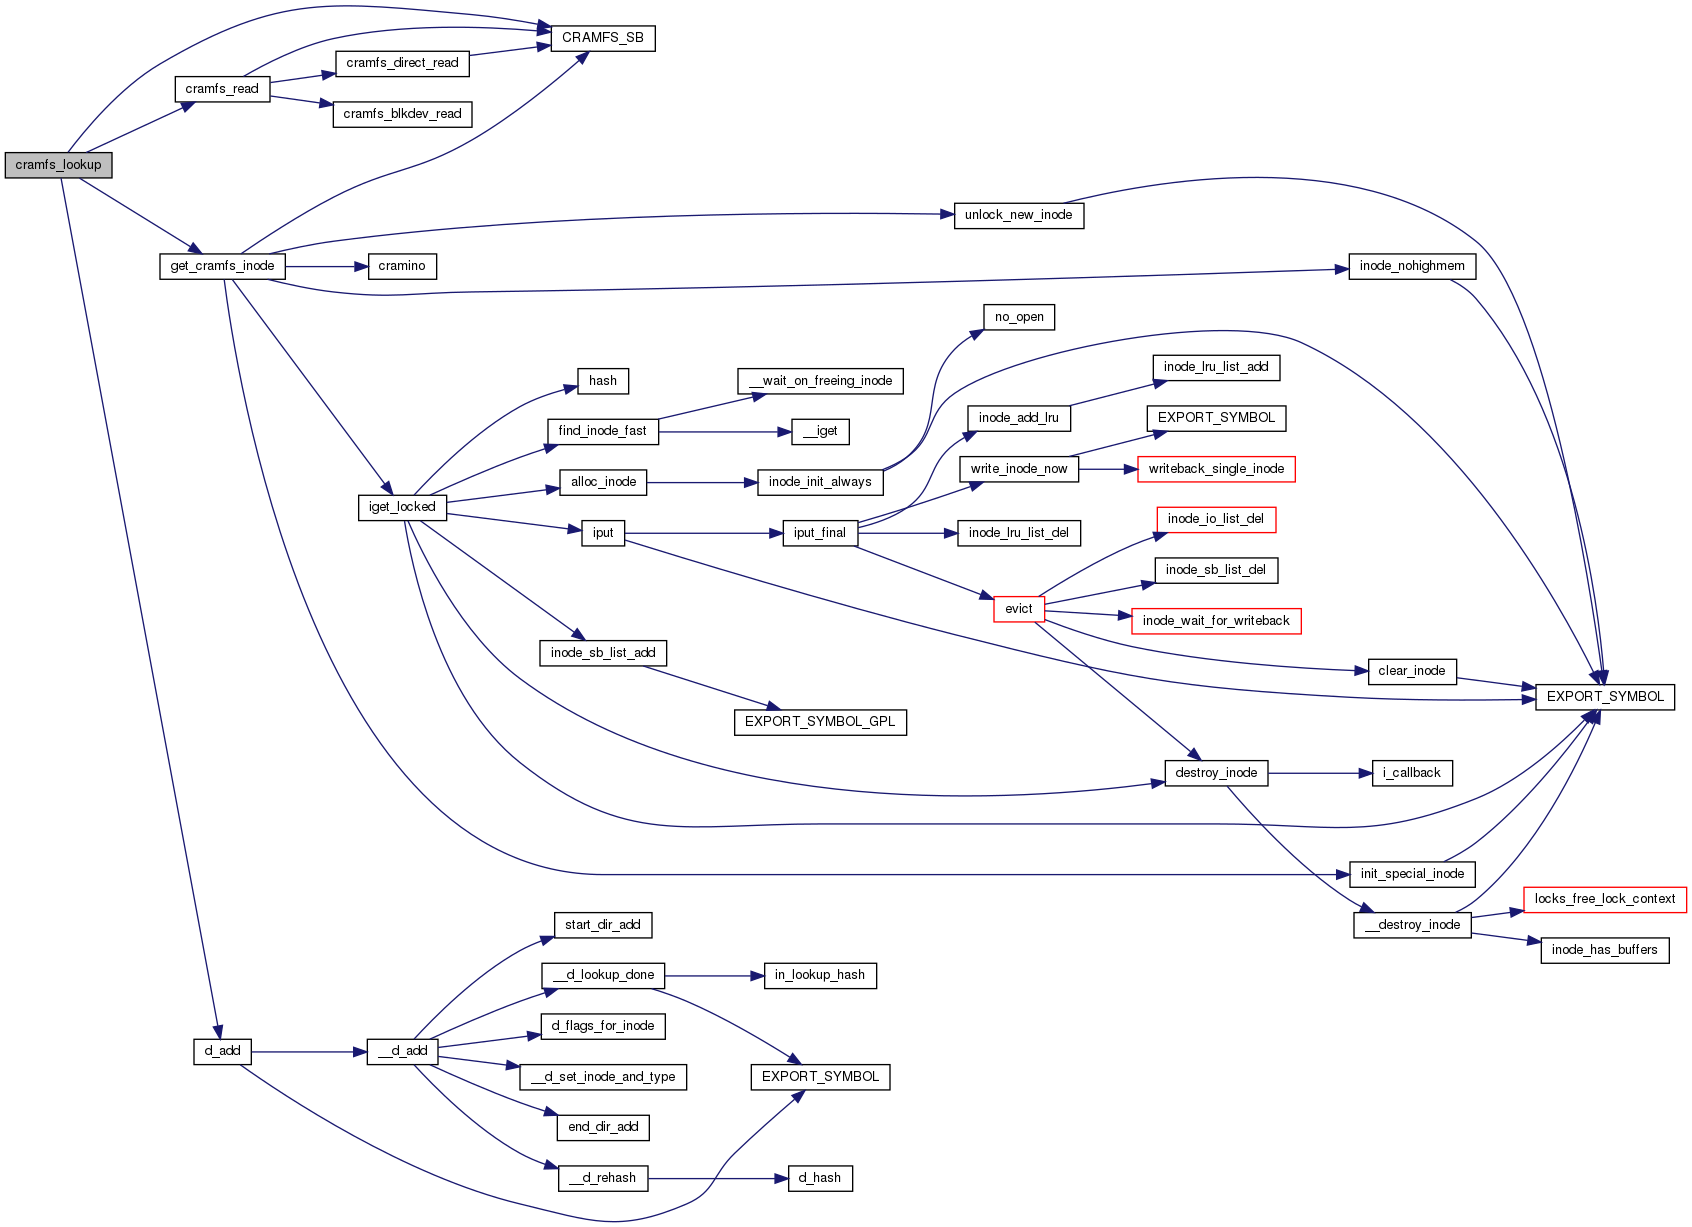 CRAMFS_SB
cramfs_direct_read
cramfs_read
cramfs_blkdev_read
cramfs_lookup
unlock_new_inode
get_cramfs_inode
cramino
inode_nohighmem
no_open
inode_lru_list_add
hash
__wait_on_freeing_inode
inode_add_lru
EXPORT_SYMBOL
find_inode_fast
__iget
write_inode_now
writeback_single_inode
alloc_inode
inode_init_always
iget_locked
inode_io_list_del
iput
iput_final
inode_lru_list_del
inode_sb_list_del
evict
inode_wait_for_writeback
inode_sb_list_add
clear_inode
EXPORT_SYMBOL
EXPORT_SYMBOL_GPL
destroy_inode
i_callback
init_special_inode
locks_free_lock_context
start_dir_add
__destroy_inode
inode_has_buffers
__d_lookup_done
in_lookup_hash
d_flags_for_inode
d_add
__d_add
__d_set_inode_and_type
EXPORT_SYMBOL
end_dir_add
__d_rehash
d_hash